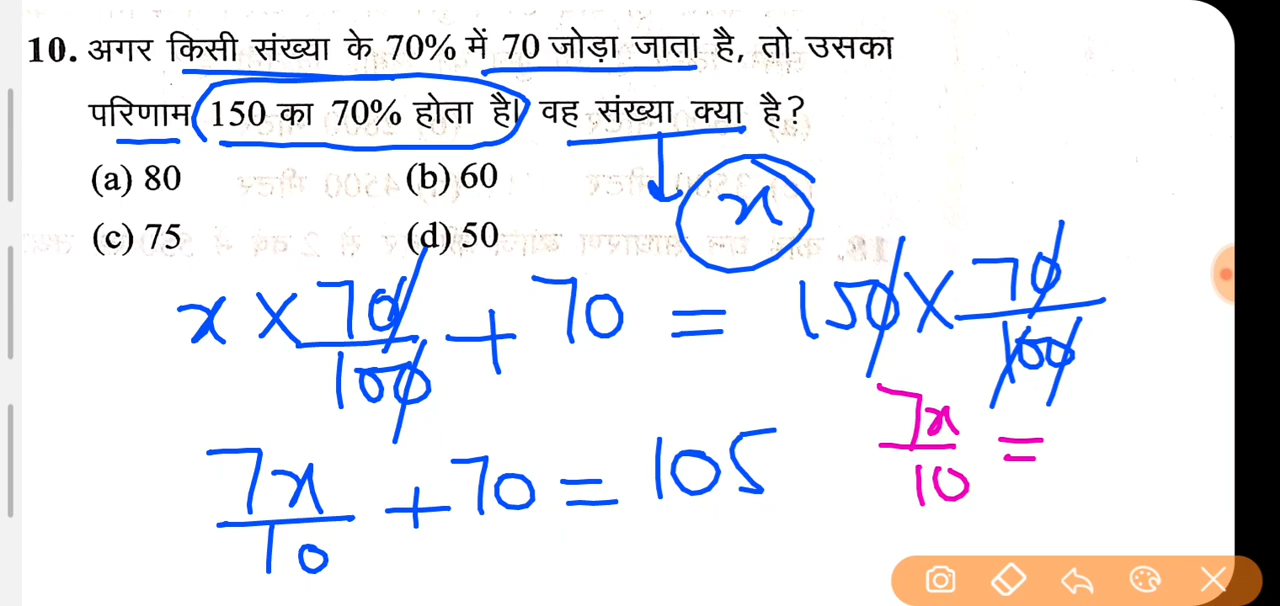 10. अगर किसी संख्या के 70% में 70 जोड़ा जाता है, तो उसका
परिणाम 150 का 70% होता है। वह संख्या क्या है?
(a) 80 (b) 60
(c) 75 (d) 50
x
x × 70/100 + 70 = 150 × 70/100
7x/10 + 70 = 105
7x/10 =